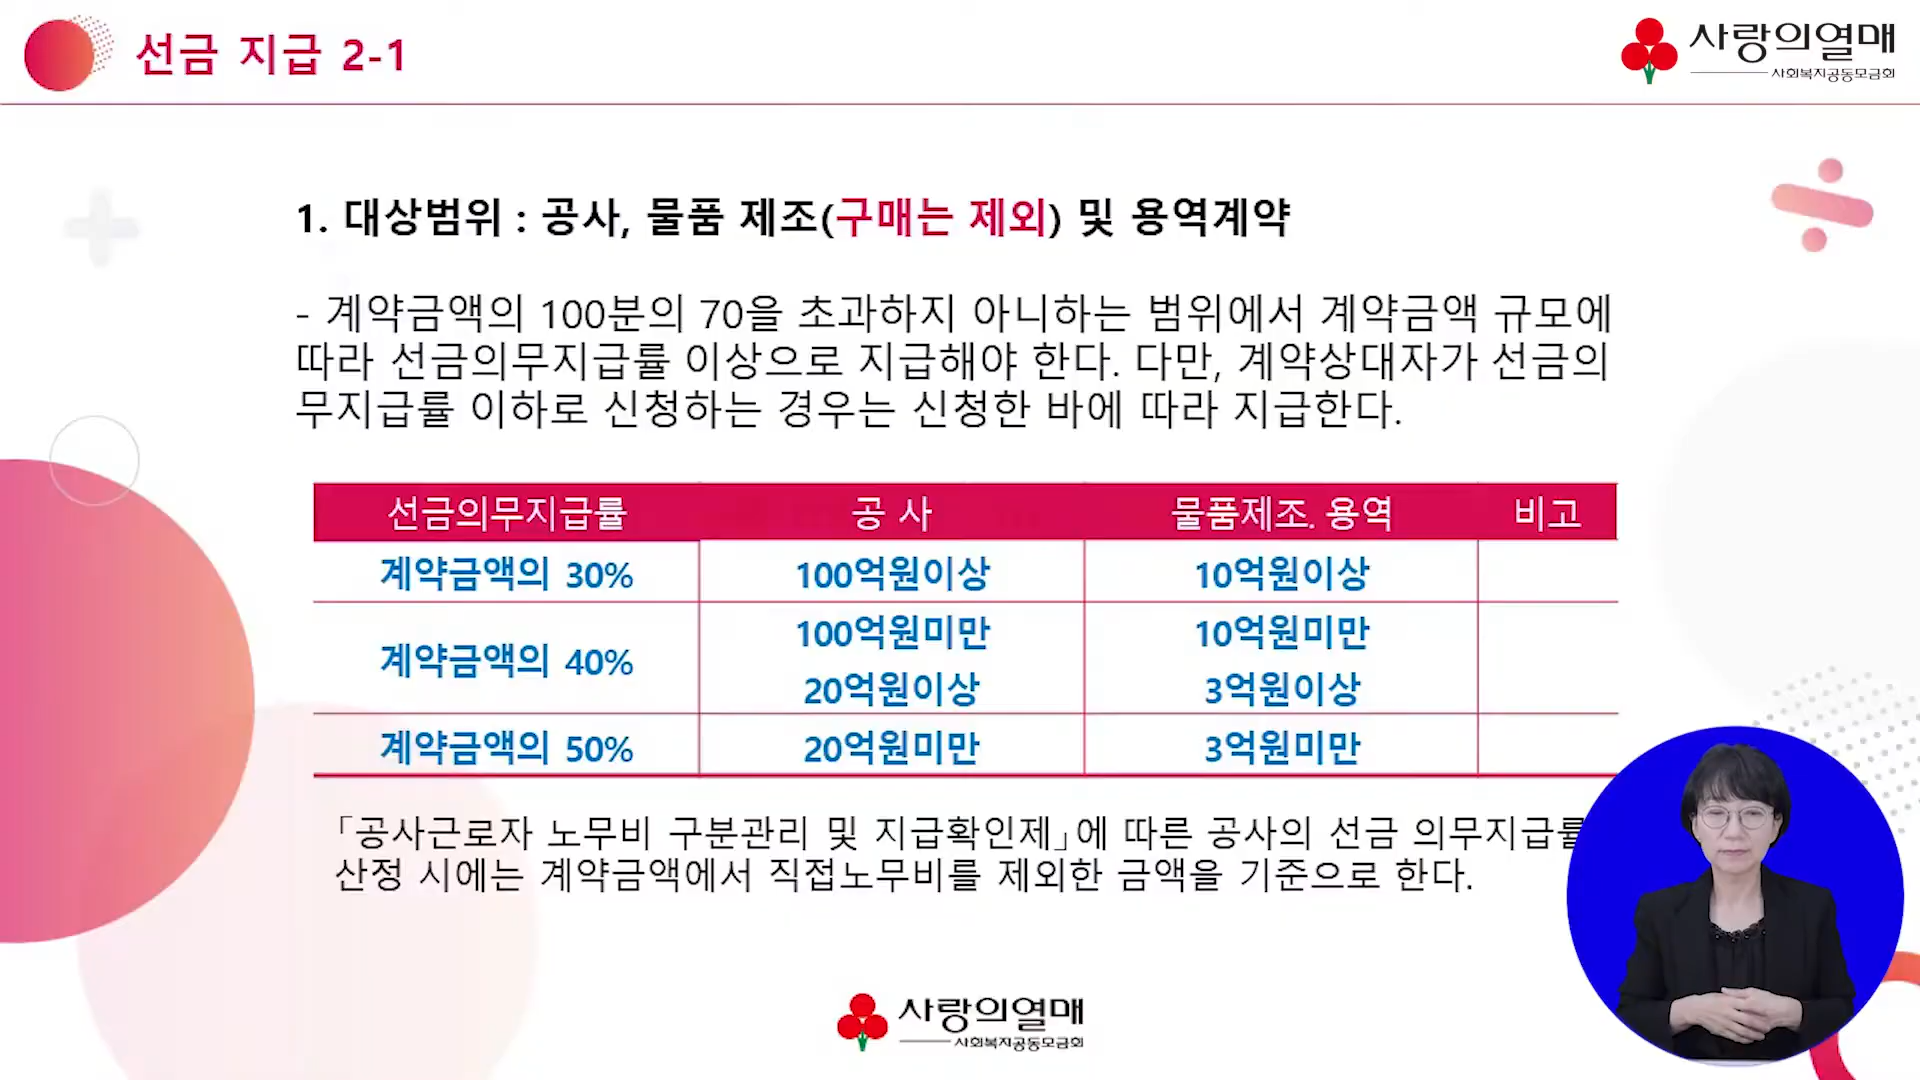 선금 지급 2-1
사랑의열매
사회복지공동모금회
1. 대상범위 : 공사, 물품 제조(구매는 제외) 및 용역계약
- 계약금액의 100분의 70을 초과하지 아니하는 범위에서 계약금액 규모에
따라 선금의무지급률 이상으로 지급해야 한다. 다만, 계약상대자가 선금의
무지급률 이하로 신청하는 경우는 신청한 바에 따라 지급한다.
선금의무지급률 공 사 물품제조. 용역 비고
계약금액의 30% 100억원이상 10억원이상
계약금액의 40% 100억원미만 10억원미만
20억원이상 3억원이상
계약금액의 50% 20억원미만 3억원미만
「공사근로자 노무비 구분관리 및 지급확인제」에 따른 공사의 선금 의무지급률
산정 시에는 계약금액에서 직접노무비를 제외한 금액을 기준으로 한다.
사랑의열매
사회복지공동모금회